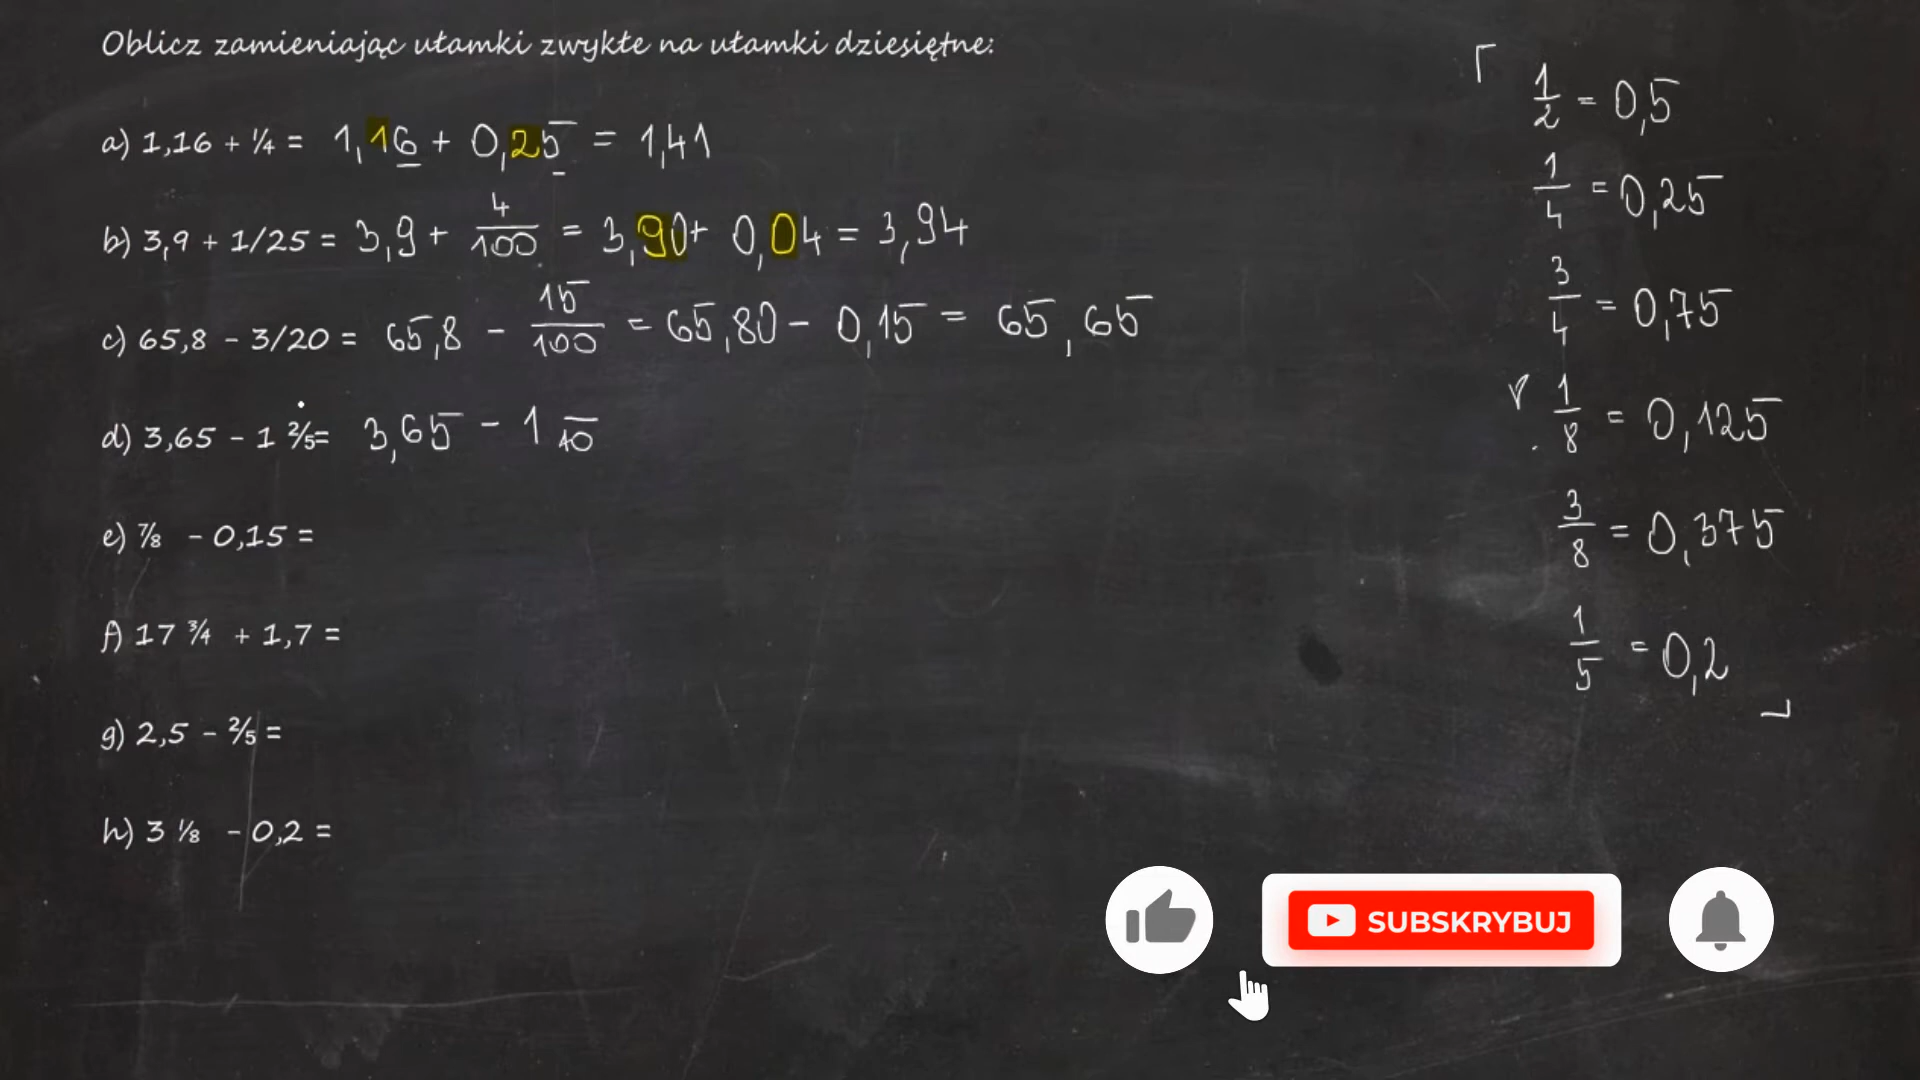 Oblicz zamieniając ułamki zwykłe na ułamki dziesiętne:
a) 1,16 + ¼ = 1,16 + 0,25 = 1,41
b) 3,9 + 1/25 = 3,9 + 4/100 = 3,90 + 0,04 = 3,94
c) 65,8 - 3/20 = 65,8 - 15/100 = 65,80 - 0,15 = 65,65
d) 3,65 - 1 ⅖ = 3,65 - 1 /10
e) ⅞ - 0,15 =
f) 17 ¾ + 1,7 =
g) 2,5 - ⅖ =
h) 3 ⅛ - 0,2 =
1/2 = 0,5
1/4 = 0,25
3/4 = 0,75
1/8 = 0,125
3/8 = 0,375
1/5 = 0,2
SUBSKRYBUJ